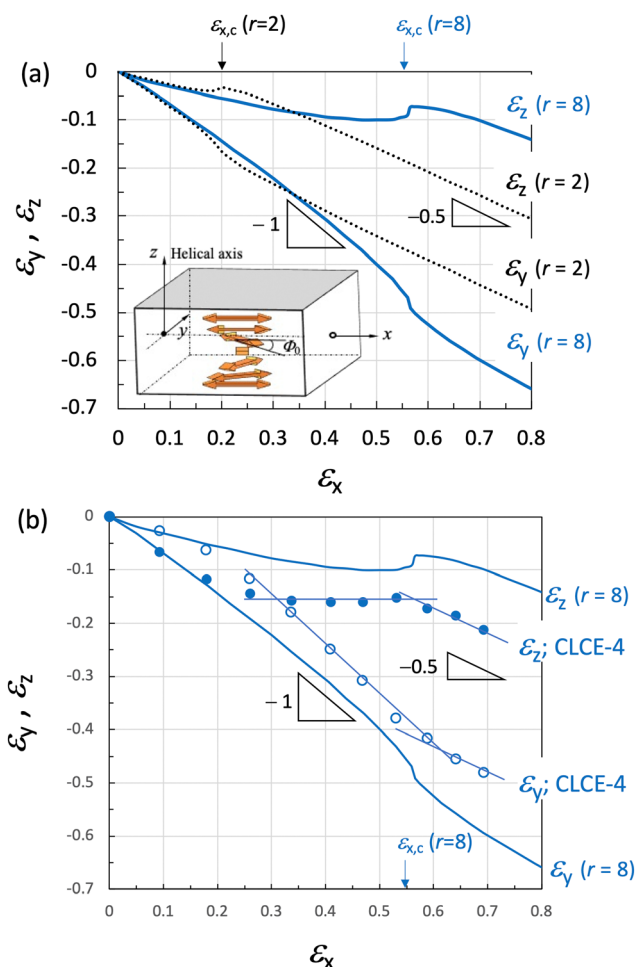 εx,c (r=2)
εx,c (r=8)
(a)
0
-0.1
-0.2
-0.3
-0.4
-0.5
-0.6
-0.7
εy , εz
εz (r = 8)
εz (r = 2)
−0.5
− 1
εy (r = 2)
εy (r = 8)
z
Helical axis
y
Φ0
x
0
0.1
0.2
0.3
0.4
0.5
0.6
0.7
0.8
εx
(b)
0
-0.1
-0.2
-0.3
-0.4
-0.5
-0.6
-0.7
εy , εz
εz (r = 8)
εz; CLCE-4
−0.5
− 1
εy; CLCE-4
εx,c (r=8)
εy (r = 8)
0
0.1
0.2
0.3
0.4
0.5
0.6
0.7
0.8
εx